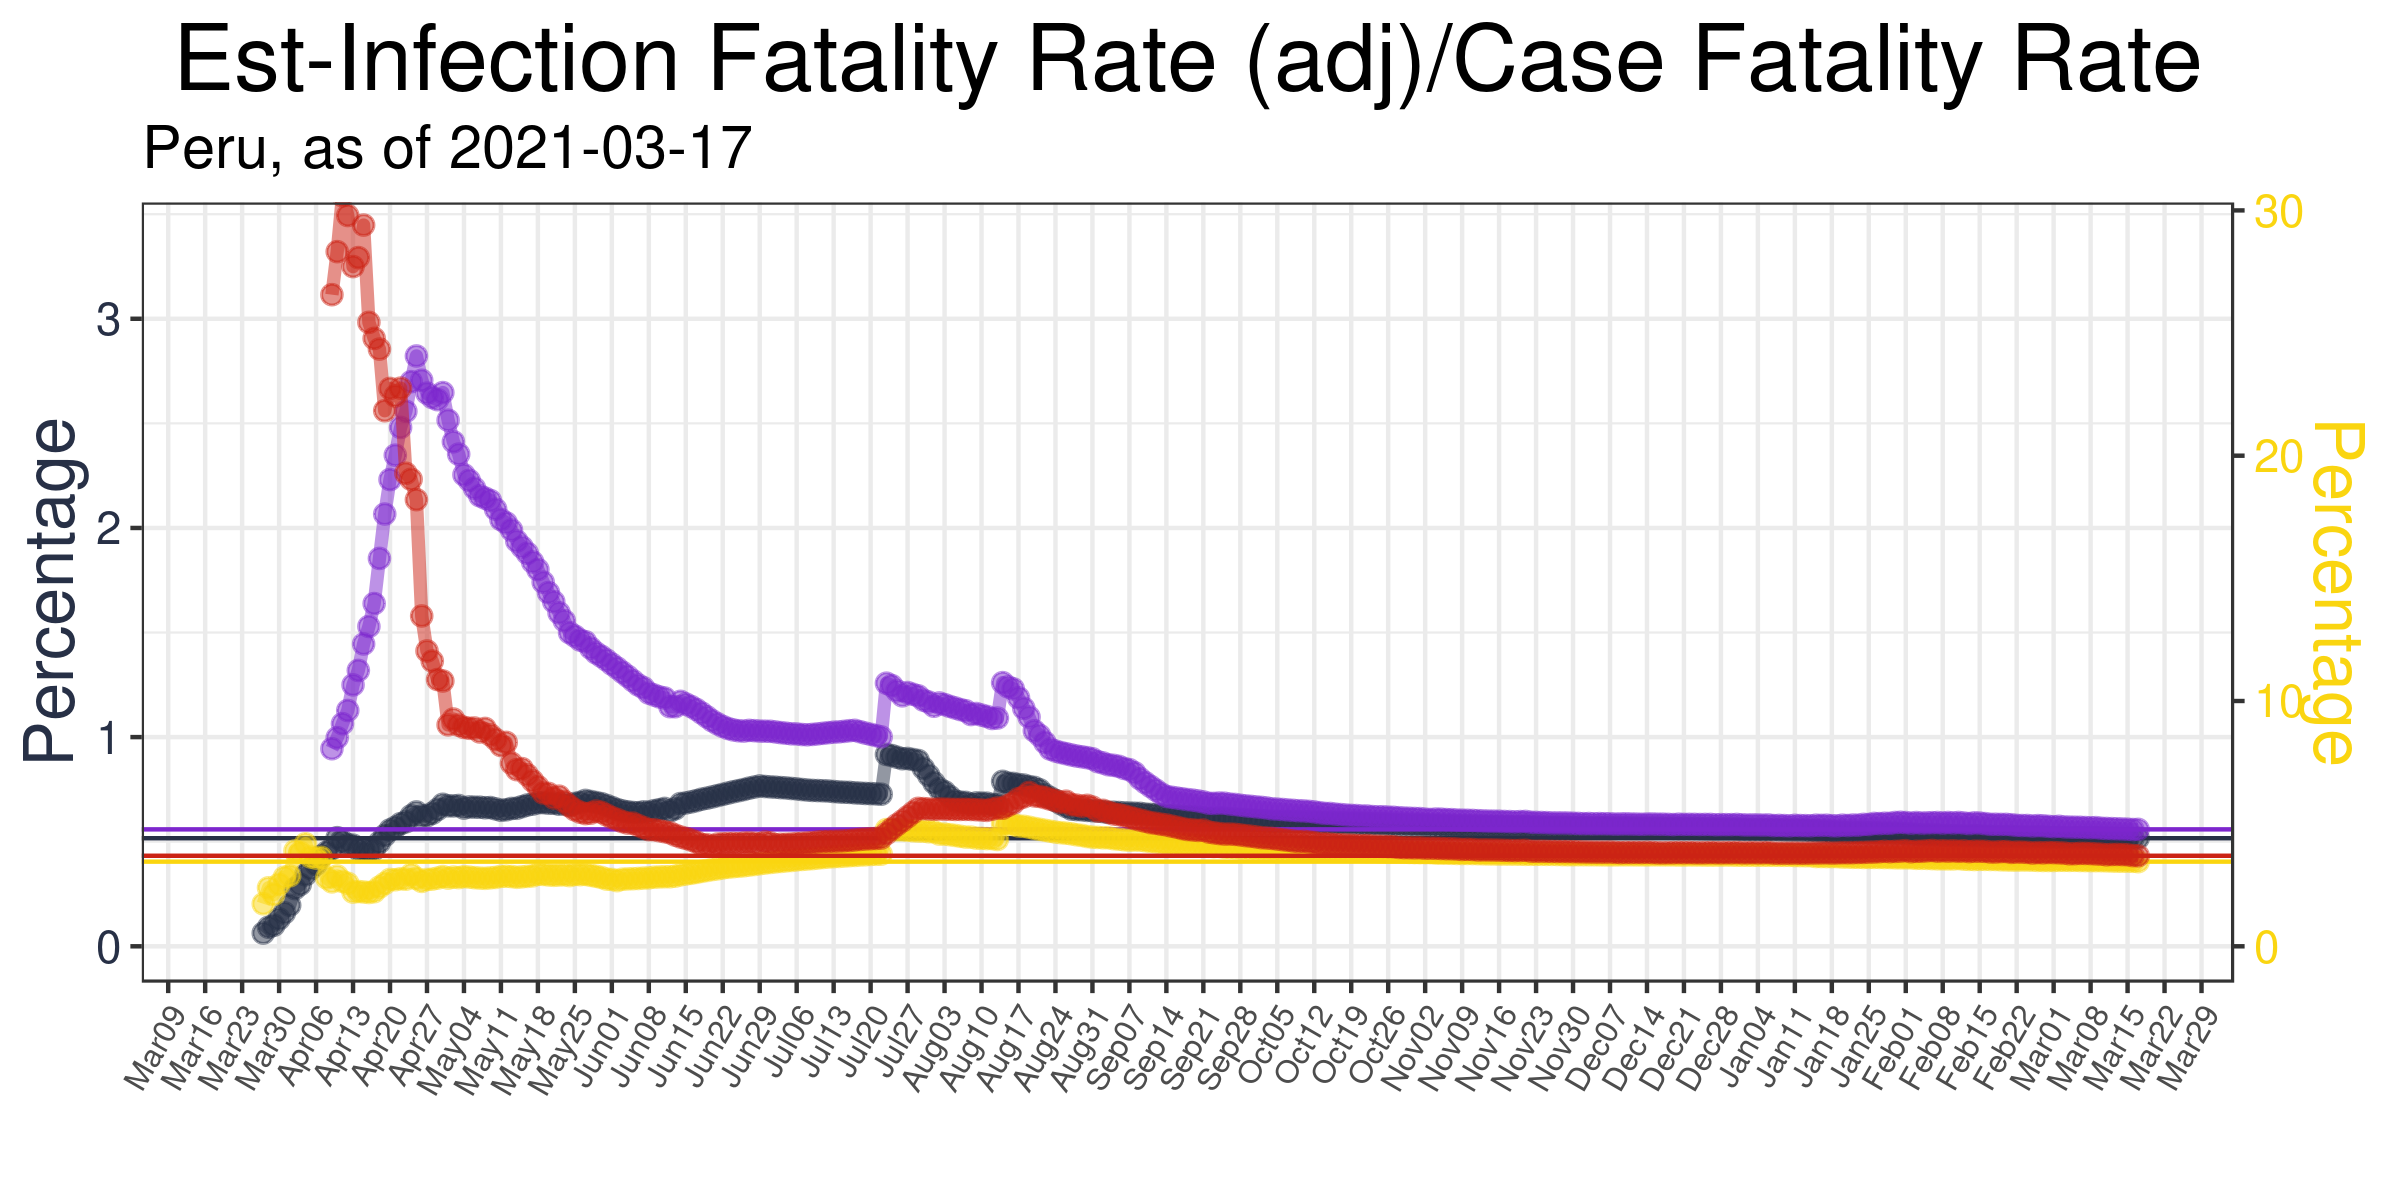 Est-Infection Fatality Rate (adj)/Case Fatality Rate
Peru, as of 2021-03-17
Percentage
3
2
1
0
30
20
10
0
Percentage
Mar09
Mar16
Mar23
Mar30
Apr06
Apr13
Apr20
Apr27
May04
May11
May18
May25
Jun01
Jun08
Jun15
Jun22
Jun29
Jul06
Jul13
Jul20
Jul27
Aug03
Aug10
Aug17
Aug24
Aug31
Sep07
Sep14
Sep21
Sep28
Oct05
Oct12
Oct19
Oct26
Nov02
Nov09
Nov16
Nov23
Nov30
Dec07
Dec14
Dec21
Dec28
Jan04
Jan11
Jan18
Jan25
Feb01
Feb08
Feb15
Feb22
Mar01
Mar08
Mar15
Mar22
Mar29